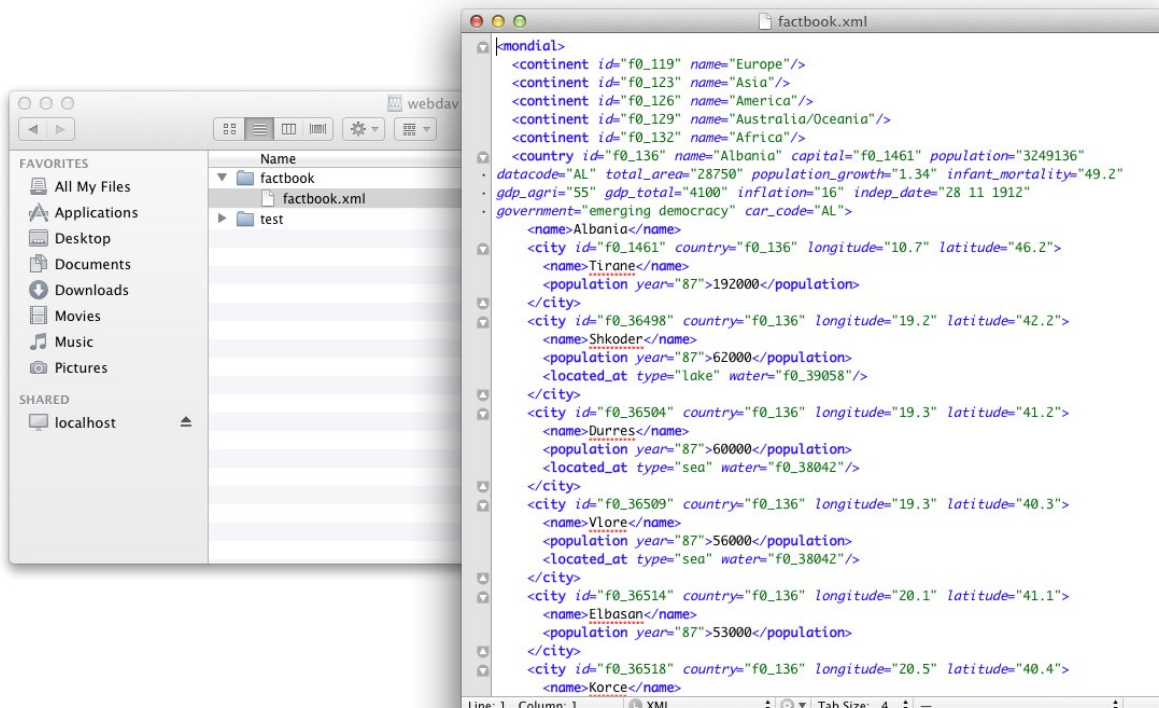 webdav
FAVORITES
All My Files
Applications
Desktop
Documents
Downloads
Movies
Music
Pictures
SHARED
localhost
Name
factbook
factbook.xml
test
factbook.xml
<mondial>
<continent id="f0_119" name="Europe"/>
<continent id="f0_123" name="Asia"/>
<continent id="f0_126" name="America"/>
<continent id="f0_129" name="Australia/Oceania"/>
<continent id="f0_132" name="Africa"/>
<country id="f0_136" name="Albania" capital="f0_1461" population="3249136"
datacode="AL" total_area="28750" population_growth="1.34" infant_mortality="49.2"
gdp_agri="55" gdp_total="4100" inflation="16" indep_date="28 11 1912"
government="emerging democracy" car_code="AL">
<name>Albania</name>
<city id="f0_1461" country="f0_136" longitude="10.7" latitude="46.2">
<name>Tirane</name>
<population year="87">192000</population>
</city>
<city id="f0_36498" country="f0_136" longitude="19.2" latitude="42.2">
<name>Shkoder</name>
<population year="87">62000</population>
<located_at type="lake" water="f0_39058"/>
</city>
<city id="f0_36504" country="f0_136" longitude="19.3" latitude="41.2">
<name>Durres</name>
<population year="87">60000</population>
<located_at type="sea" water="f0_38042"/>
</city>
<city id="f0_36509" country="f0_136" longitude="19.3" latitude="40.3">
<name>Vlore</name>
<population year="87">56000</population>
<located_at type="sea" water="f0_38042"/>
</city>
<city id="f0_36514" country="f0_136" longitude="20.1" latitude="41.1">
<name>Elbasan</name>
<population year="87">53000</population>
</city>
<city id="f0_36518" country="f0_136" longitude="20.5" latitude="40.4">
<name>Korce</name>
Line: 1 Column: 1 XML Tab Size: 4 —